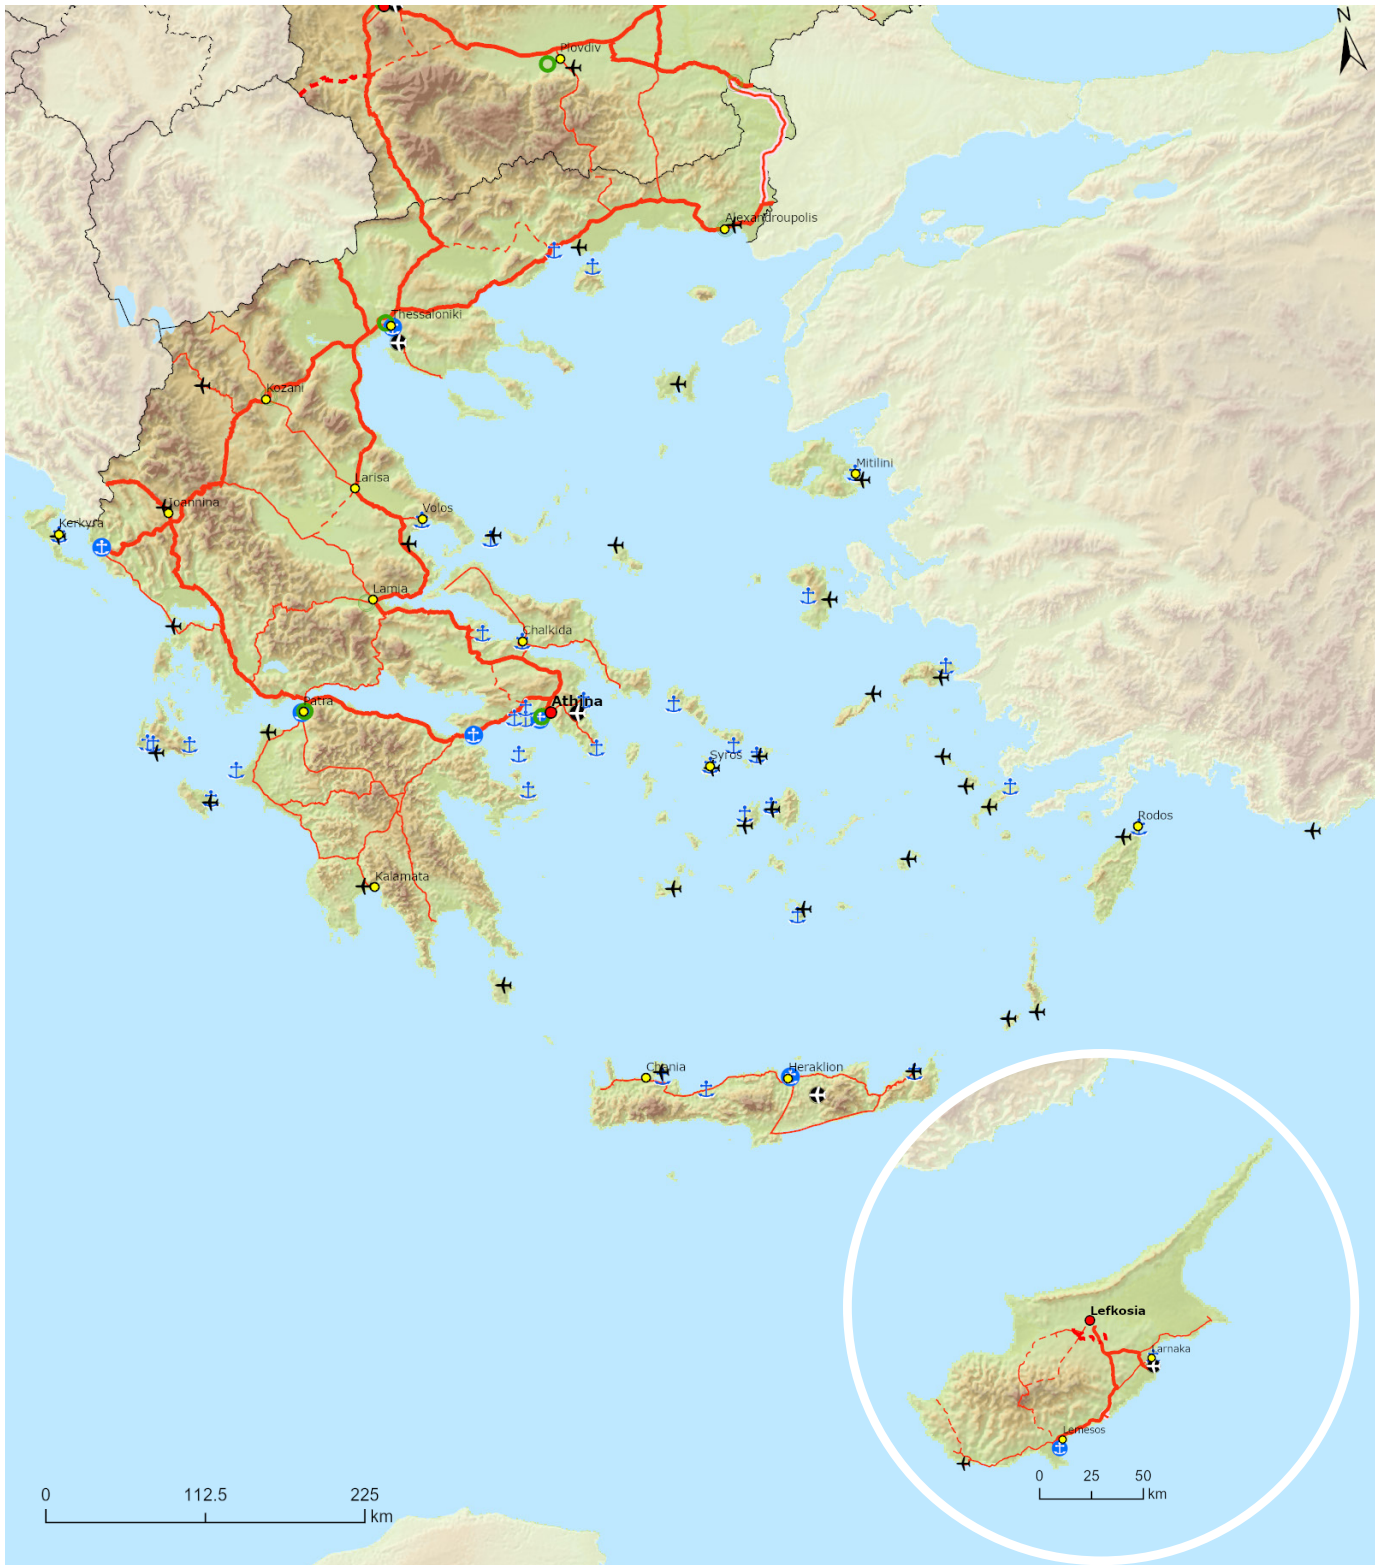 N
Plovdiv
Alexandroupolis
Thessaloniki
Kozani
Mitilini
Larisa
Ioannina
Volos
Kerkyra
Lamia
Chalkida
Athina
Patra
Syros
Rodos
Kalamata
Chania
Heraklion
Lefkosia
Larnaka
Lemesos
0 25 50
km
0 112.5 225
km